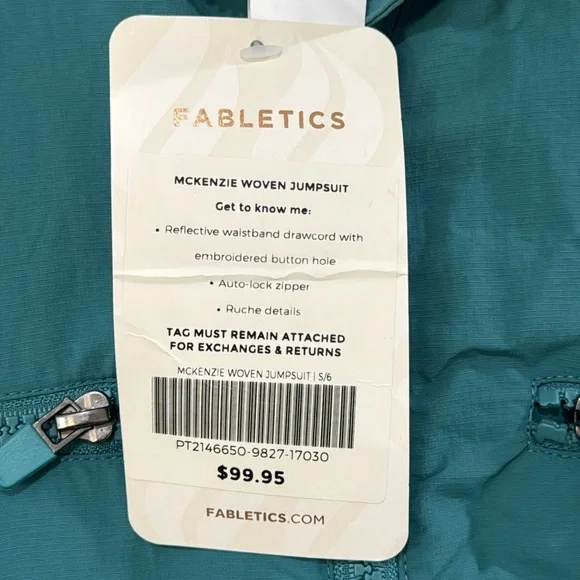 FABLETICS
MCKENZIE WOVEN JUMPSUIT
Get to know me:
• Reflective waistband drawcord with
embroidered button hole
• Auto-lock zipper
• Ruche details
TAG MUST REMAIN ATTACHED
FOR EXCHANGES & RETURNS
MCKENZIE WOVEN JUMPSUIT | S/6
PT2146650-9827-17030
$99.95
FABLETICS.COM